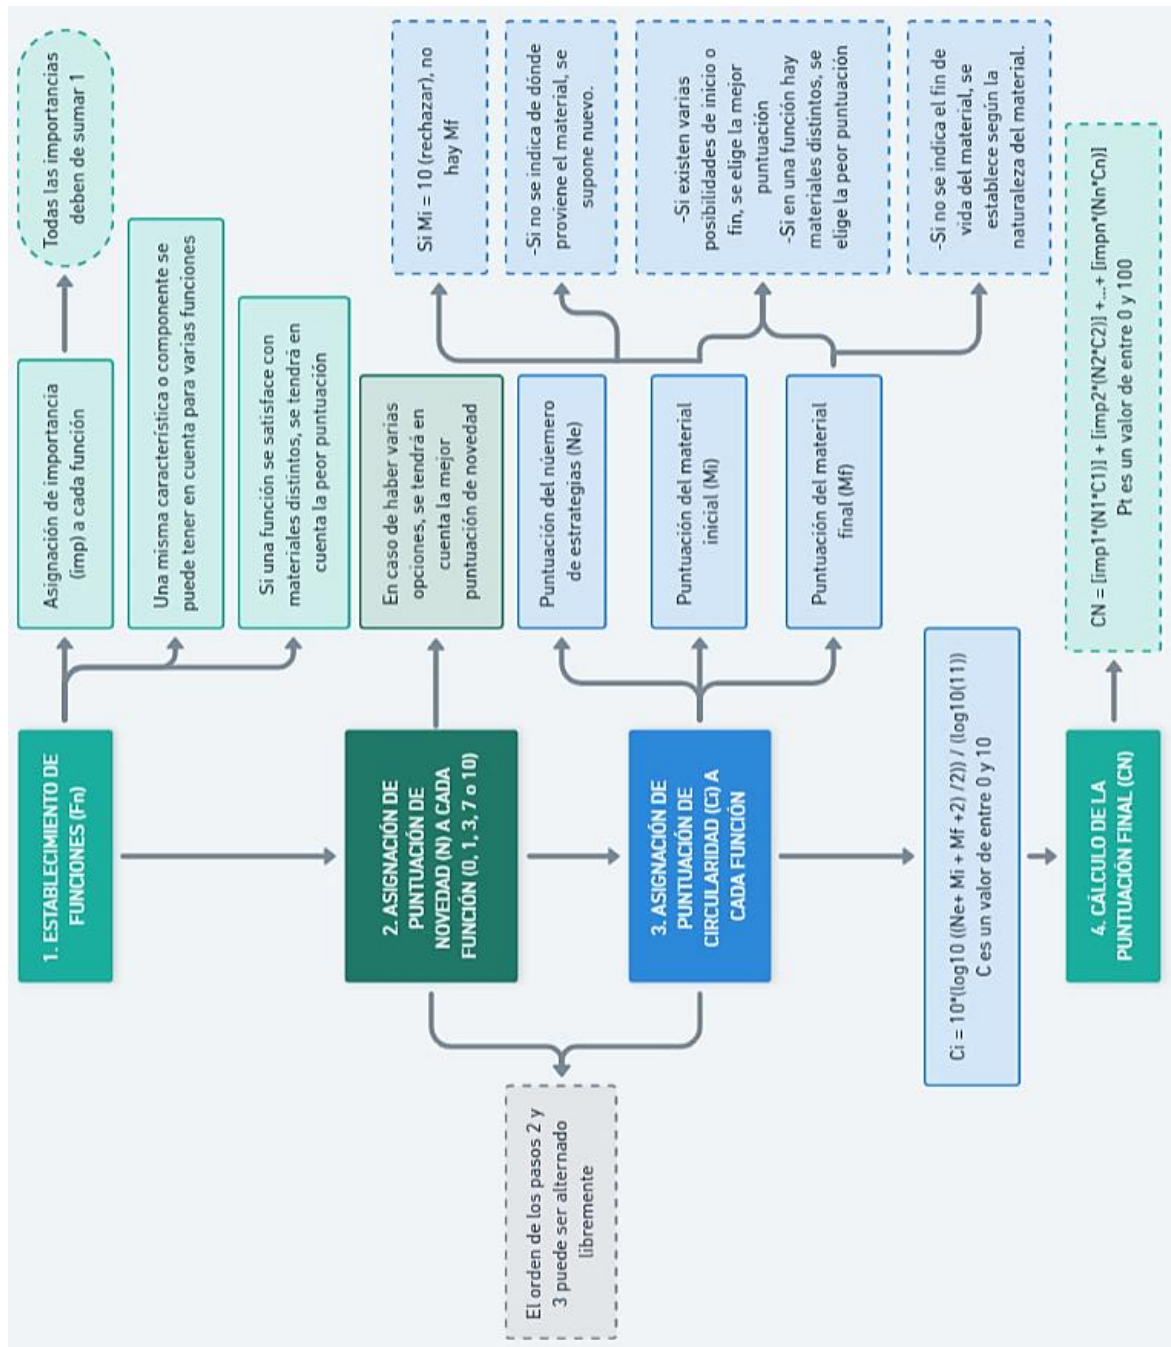 1. ESTABLECIMIENTO DE
FUNCIONES (Fn)
Asignación de importancia
(imp) a cada función
Todas las importancias
deben de sumar 1
Una misma característica o componente se
puede tener en cuenta para varias funciones
Si una función se satisface con
materiales distintos, se tendrá en
cuenta la peor puntuación
2. ASIGNACIÓN DE
PUNTUACIÓN DE
NOVEDAD (N) A CADA
FUNCIÓN (0, 1, 3, 7 o 10)
En caso de haber varias
opciones, se tendrá en
cuenta la mejor
puntuación de novedad
El orden de los pasos 2 y
3 puede ser alternado
libremente
3. ASIGNACIÓN DE
PUNTUACIÓN DE
CIRCULARIDAD (Ci) A
CADA FUNCIÓN
Puntuación del núemero
de estrategias (Ne)
Puntuación del material
inicial (Mi)
Puntuación del material
final (Mf)
Si Mi = 10 (rechazar), no
hay Mf
-Si no se indica de dónde
proviene el material, se
supone nuevo.
-Si existen varias
posibilidades de inicio o
fin, se elige la mejor
puntuación
-Si en una función hay
materiales distintos, se
elige la peor puntuación
-Si no se indica el fin de
vida del material, se
establece según la
naturaleza del material.
Ci = 10*(log10 ((Ne+ Mi + Mf +2) /2)) / (log10(11))
C es un valor de entre 0 y 10
4. CÁLCULO DE LA
PUNTUACIÓN FINAL (CN)
CN = [imp1*(N1*C1)] + [imp2*(N2*C2)] +...+ [impn*(Nn*Cn)]
Pt es un valor de entre 0 y 100